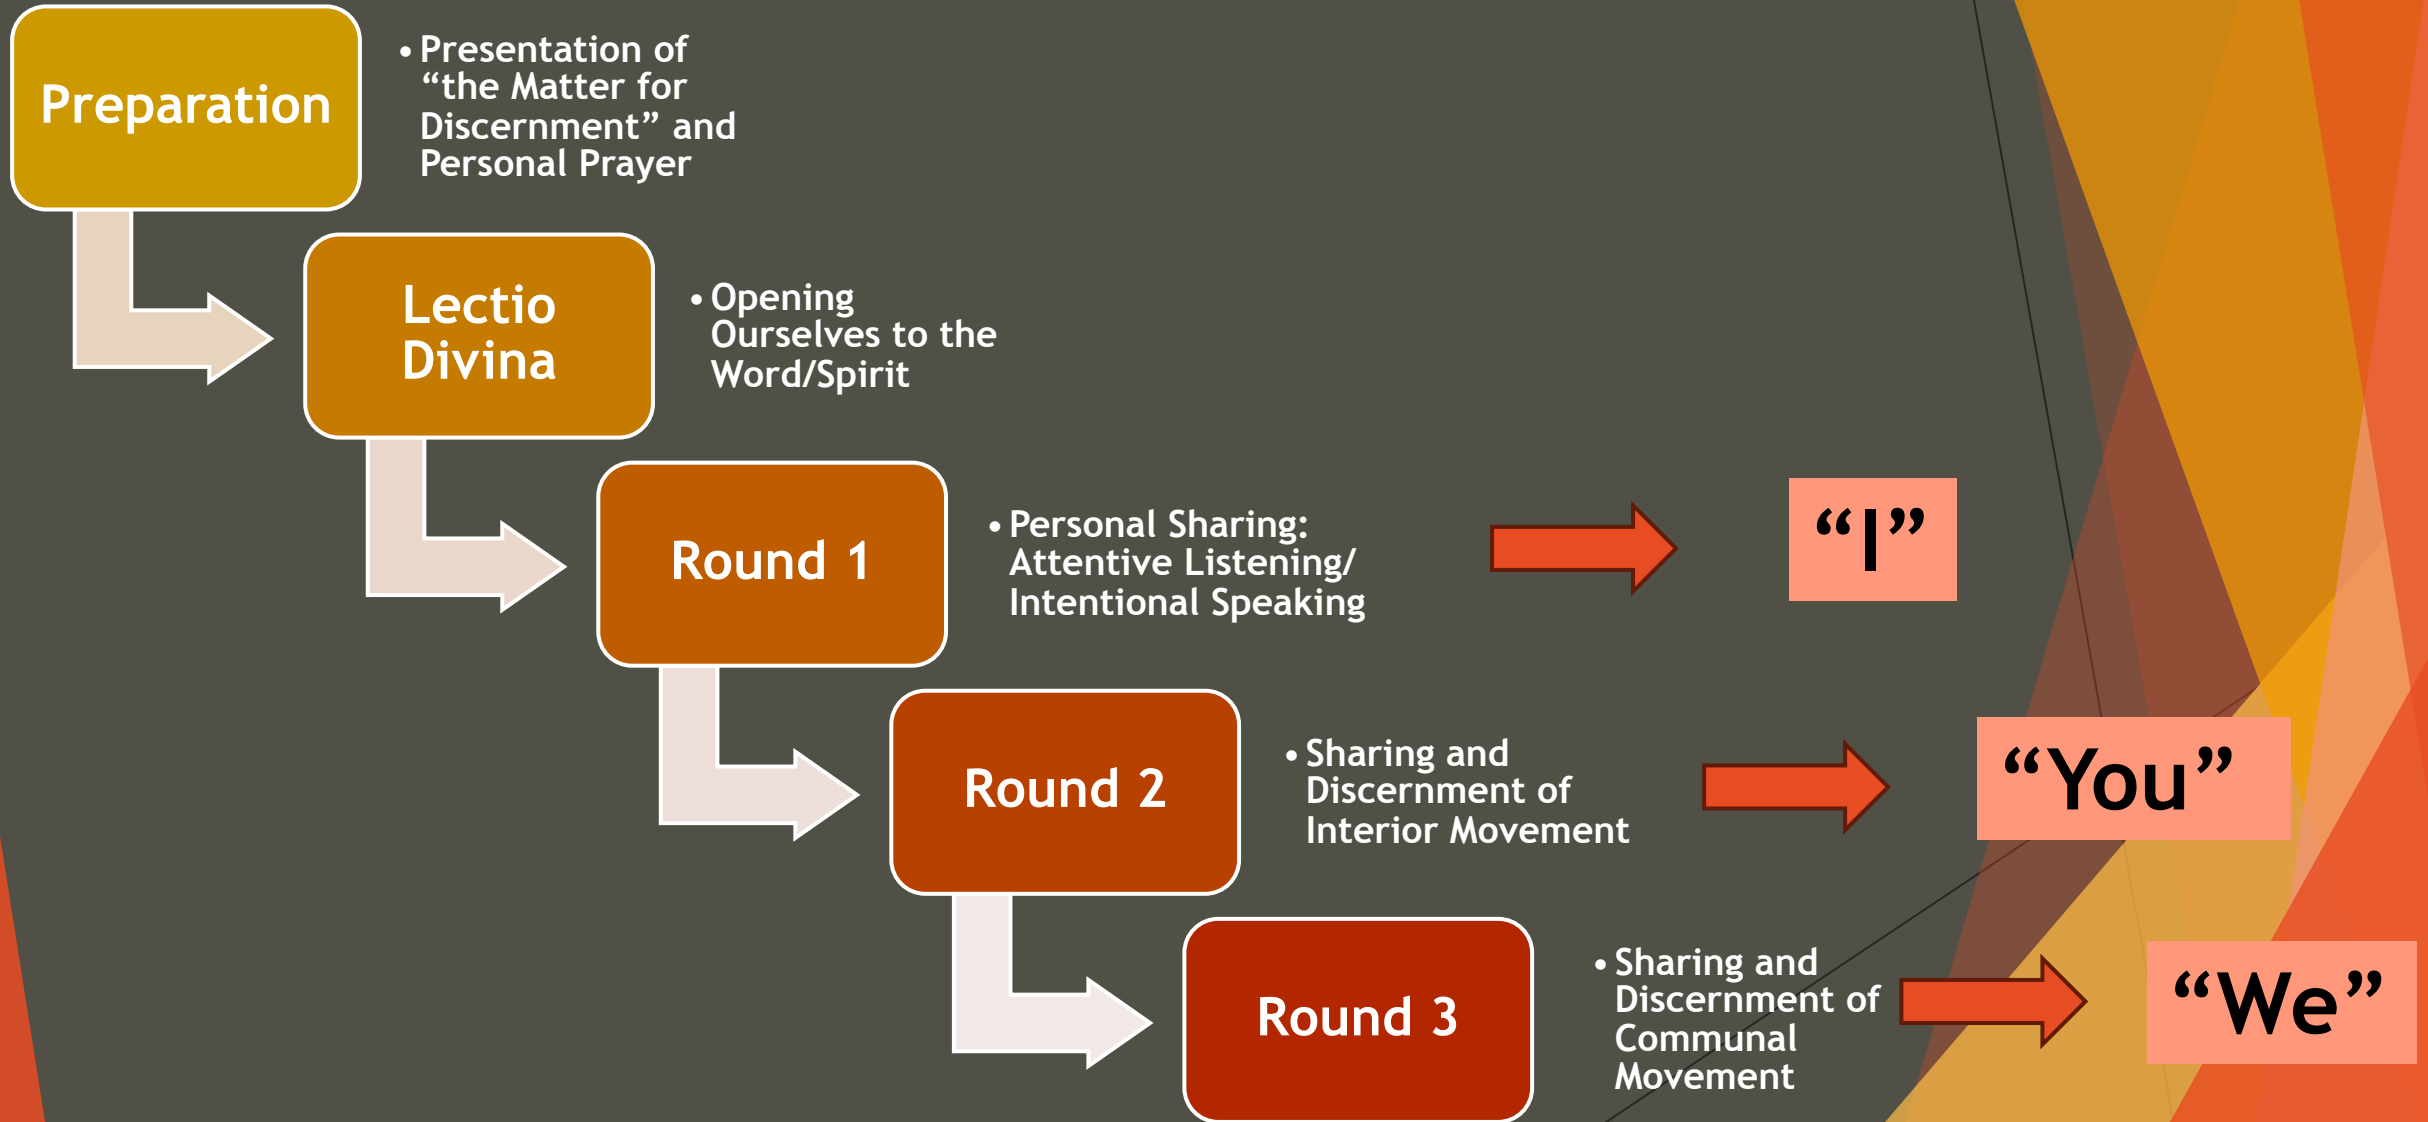 Preparation
• Presentation of
“the Matter for
Discernment” and
Personal Prayer
Lectio
Divina
• Opening
Ourselves to the
Word/Spirit
Round 1
• Personal Sharing:
Attentive Listening/
Intentional Speaking
“I”
Round 2
• Sharing and
Discernment of
Interior Movement
“You”
Round 3
• Sharing and
Discernment of
Communal
Movement
“We”